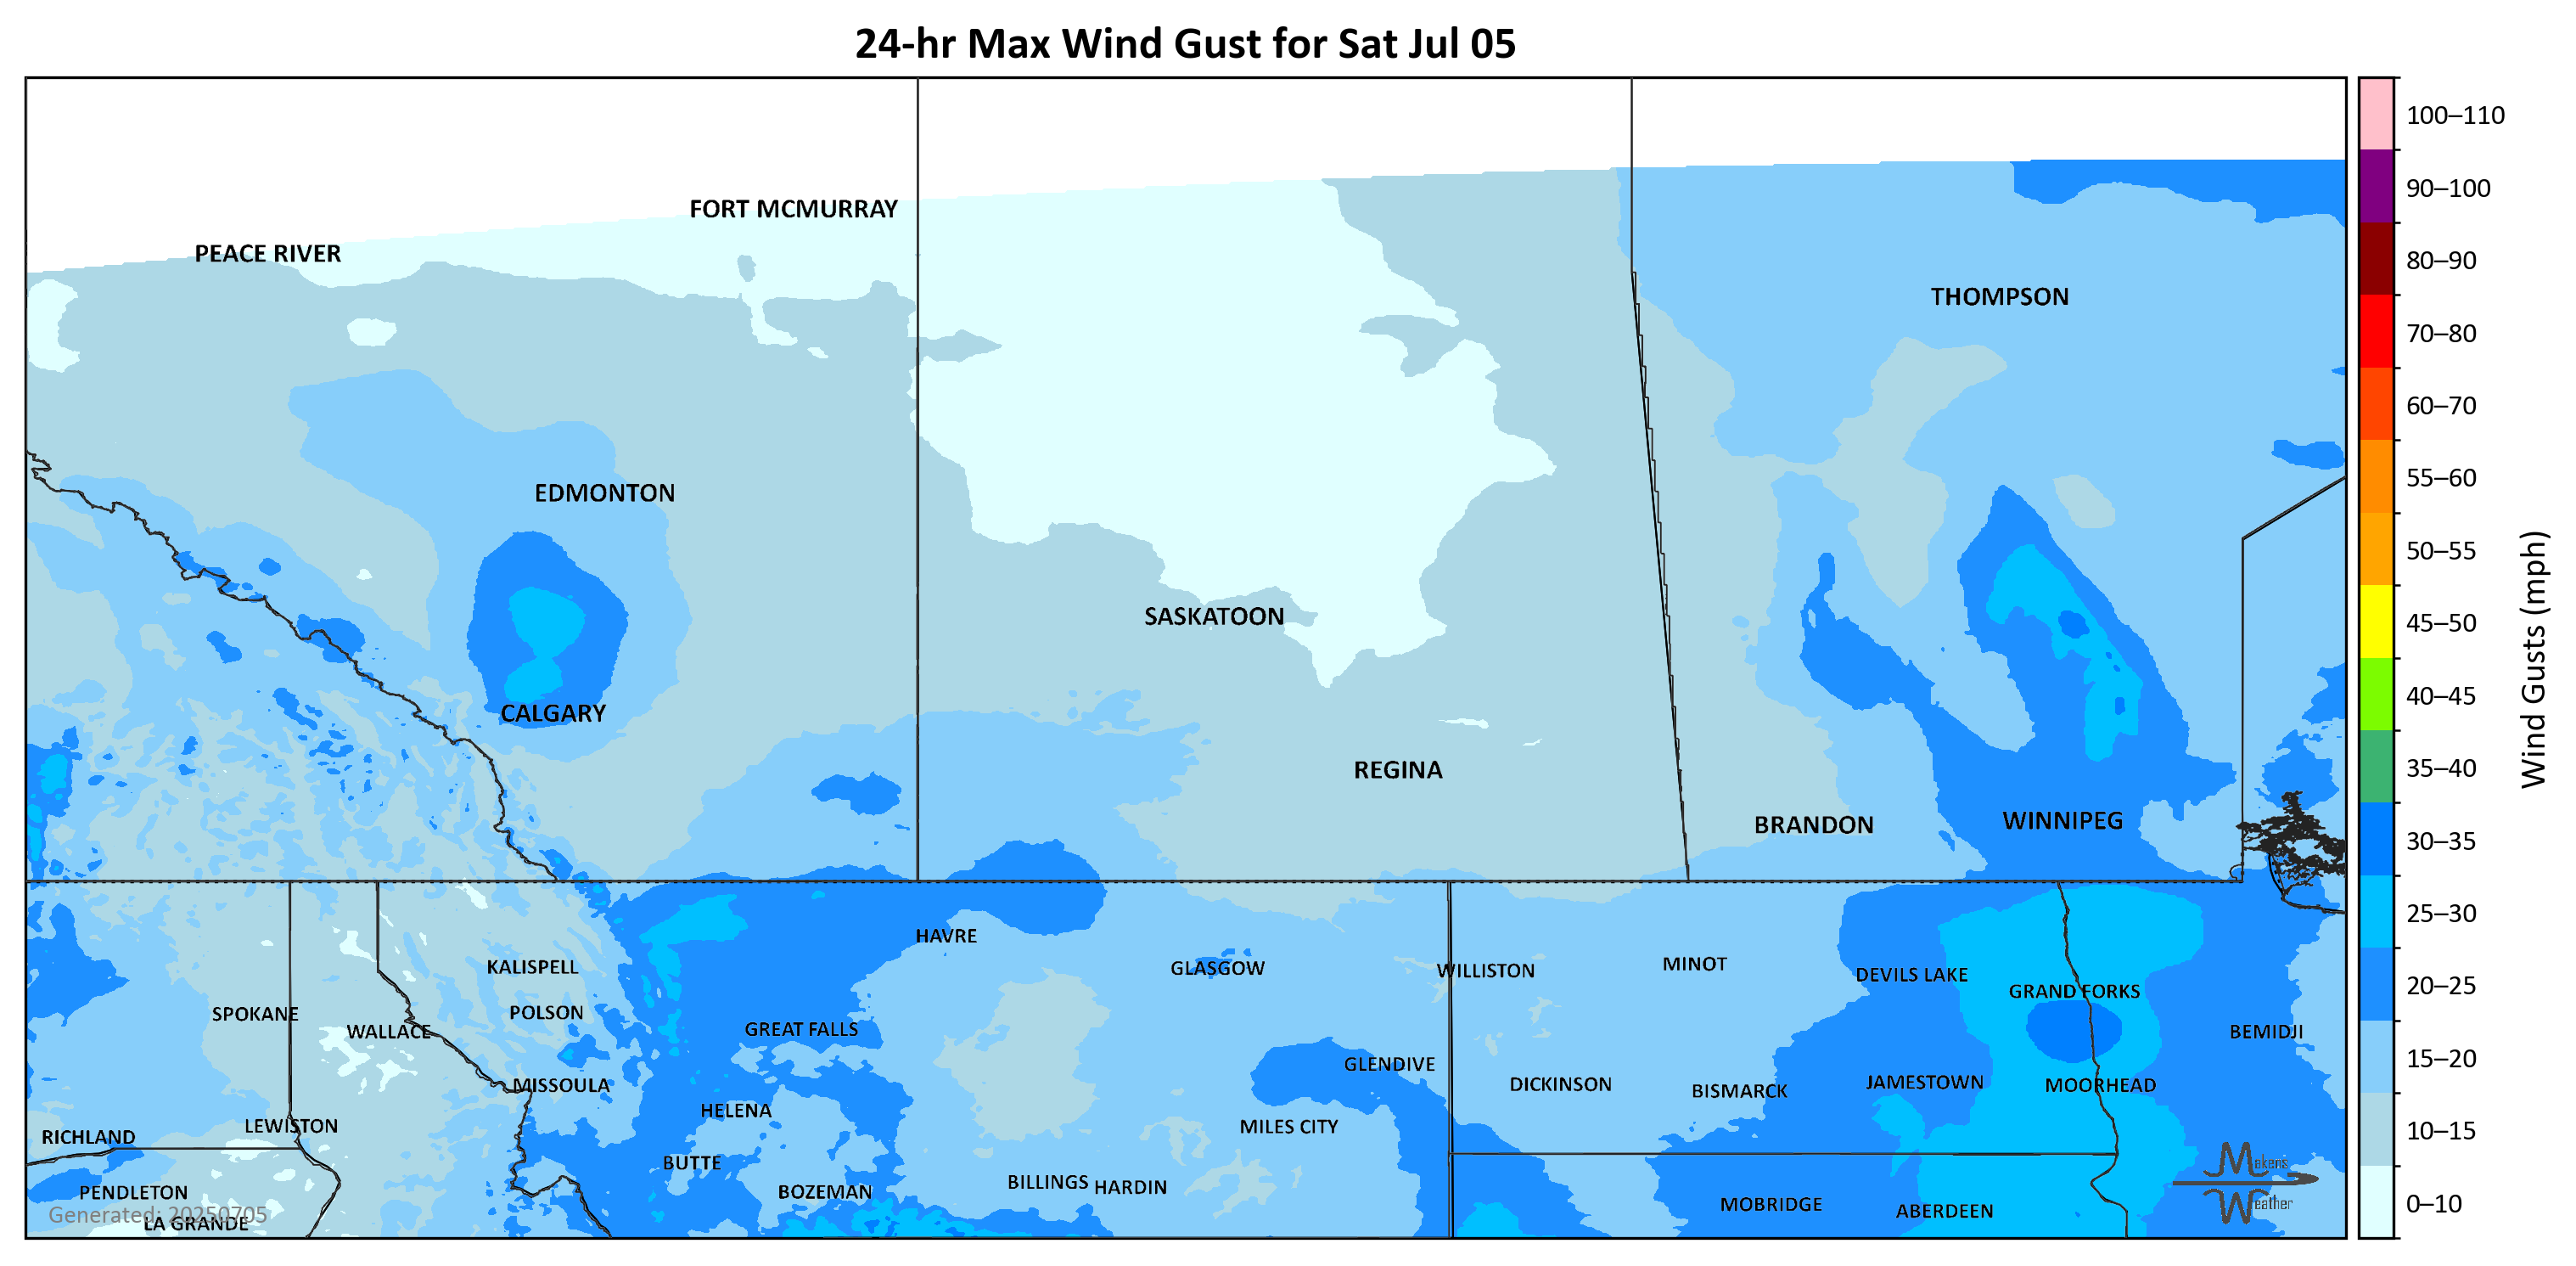 24-hr Max Wind Gust for Sat Jul 05
100–110
90–100
80–90
70–80
60–70
55–60
50–55
45–50
40–45
35–40
30–35
25–30
20–25
15–20
10–15
0–10
Wind Gusts (mph)
FORT MCMURRAY
PEACE RIVER
THOMPSON
EDMONTON
SASKATOON
CALGARY
REGINA
BRANDON
WINNIPEG
HAVRE
KALISPELL
GLASGOW
WILLISTON
MINOT
DEVILS LAKE
GRAND FORKS
SPOKANE
POLSON
WALLACE
GREAT FALLS
BEMIDJI
GLENDIVE
MISSOULA
DICKINSON
BISMARCK
JAMESTOWN
MOORHEAD
HELENA
LEWISTON
MILES CITY
RICHLAND
BUTTE
PENDLETON
BOZEMAN
BILLINGS
HARDIN
MOBRIDGE
ABERDEEN
LA GRANDE
Generated: 20250705
Makens
Weather